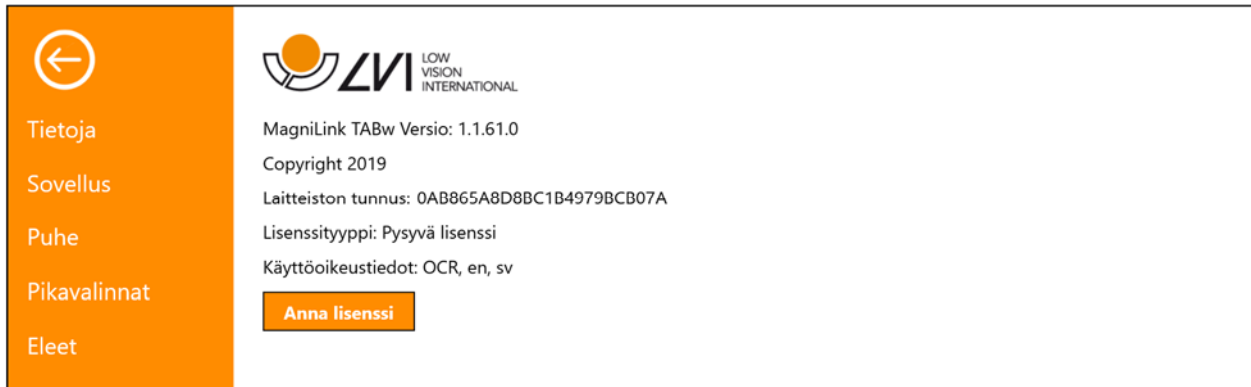 Tietoja
Sovellus
Puhe
Pikavalinnat
Eleet
LVI
LOW
VISION
INTERNATIONAL
MagniLink TABw Versio: 1.1.61.0
Copyright 2019
Laitteiston tunnus: 0AB865A8D8BC1B4979BCB07A
Lisenssityyppi: Pysyvä lisenssi
Käyttöoikeustiedot: OCR, en, sv
Anna lisenssi